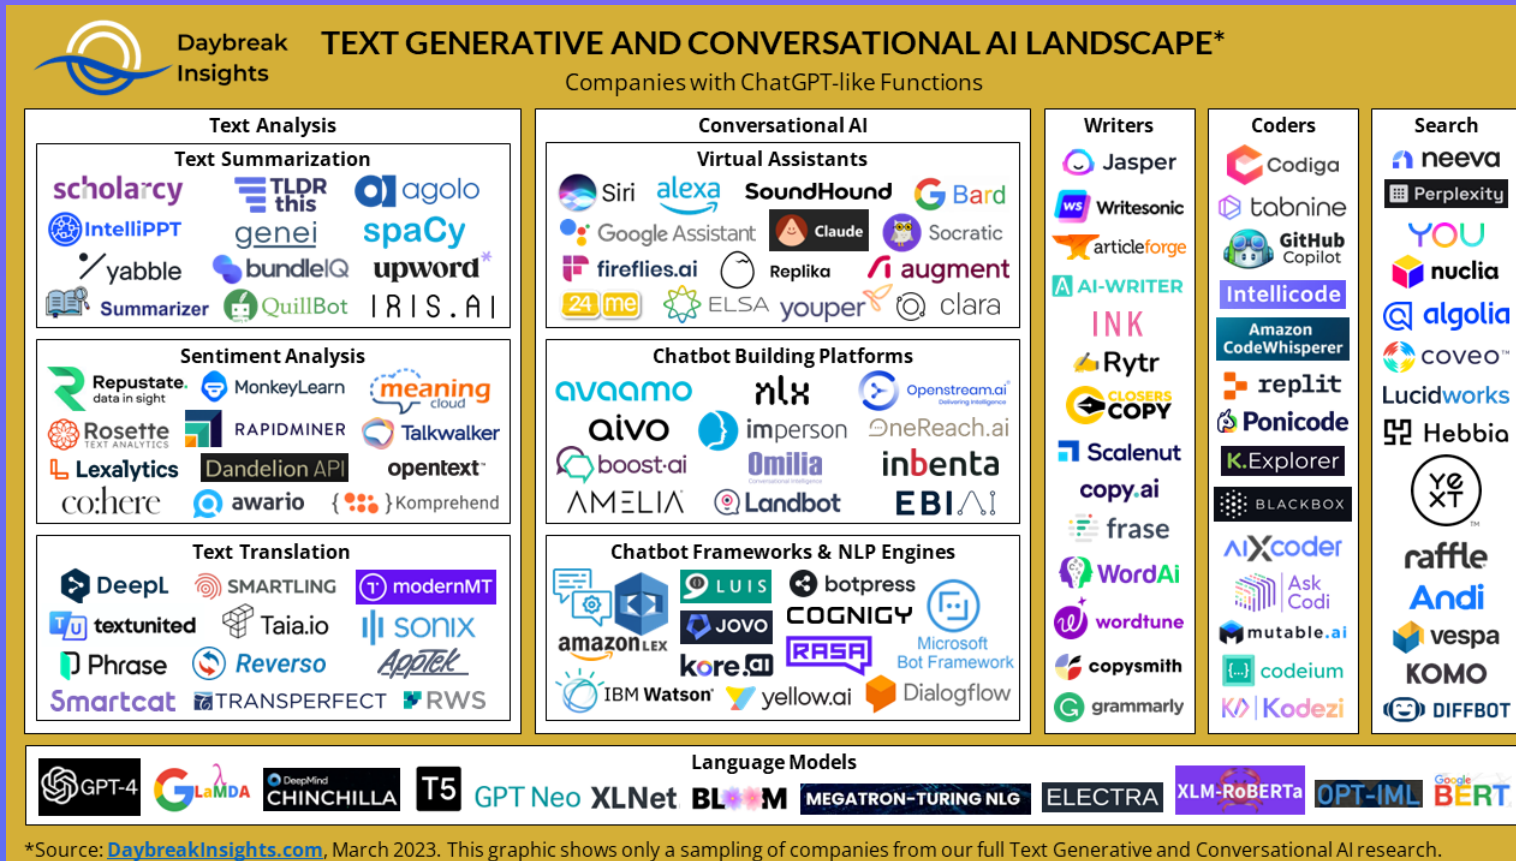 Daybreak
Insights
TEXT GENERATIVE AND CONVERSATIONAL AI LANDSCAPE*
Companies with ChatGPT-like Functions
Text Analysis
Text Summarization
scholarcy TLDR this agolo
IntelliPPT genei spaCy
yabble bundleIQ upword*
Summarizer QuillBot IRIS.AI
Sentiment Analysis
Repustate. data in sight MonkeyLearn meaning cloud
Rosette TEXT ANALYTICS RAPIDMINER Talkwalker
Lexalytics Dandelion API opentext™
co:here awario {Komprehend}
Text Translation
DeepL SMARTLING modernMT
TU textunited Taia.io SONIX
Phrase Reverso AppTek
Smartcat TRANSPERFECT RWS
Conversational AI
Virtual Assistants
Siri alexa SoundHound G Bard
Google Assistant Claude Socratic
fireflies.ai Replika augment
24me ELSA youper clara
Chatbot Building Platforms
avaamo nlx Openstream.ai® Delivering Intelligence
aivo imperson OneReach.ai
boost.ai Omilia Conversational Intelligence inbenta
AMELIA Landbot EBI AI
Chatbot Frameworks & NLP Engines
amazon LEX LUIS botpress
JOVO COGNIGY Microsoft Bot Framework
kore.ai RASA
IBM Watson yellow.ai Dialogflow
Writers
Jasper
WS Writesonic
articleforge
A AI-WRITER
INK
Rytr
CLOSERS COPY
Scalenut
copy.ai
frase
WordAi
w wordtune
copysmith
G grammarly
Coders
Codiga
tabnine
GitHub Copilot
Intellicode
Amazon CodeWhisperer
replit
Ponicode
K.Explorer
BLACKBOX
AIXcoder
Ask Codi
mutable.ai
{...} codeium
K/> Kodezi
Search
neeva
Perplexity
YOU
nuclia
algolia
coveo™
Lucidworks
Hebbia
YEXT™
raffle
Andi
vespa
KOMO
DIFFBOT
Language Models
GPT-4 G LaMDA λ DeepMind CHINCHILLA T5 GPT Neo XLNet BLOOM MEGATRON-TURING NLG ELECTRA XLM-RoBERTa OPT-IML Google BERT
*Source: DaybreakInsights.com, March 2023. This graphic shows only a sampling of companies from our full Text Generative and Conversational AI research.